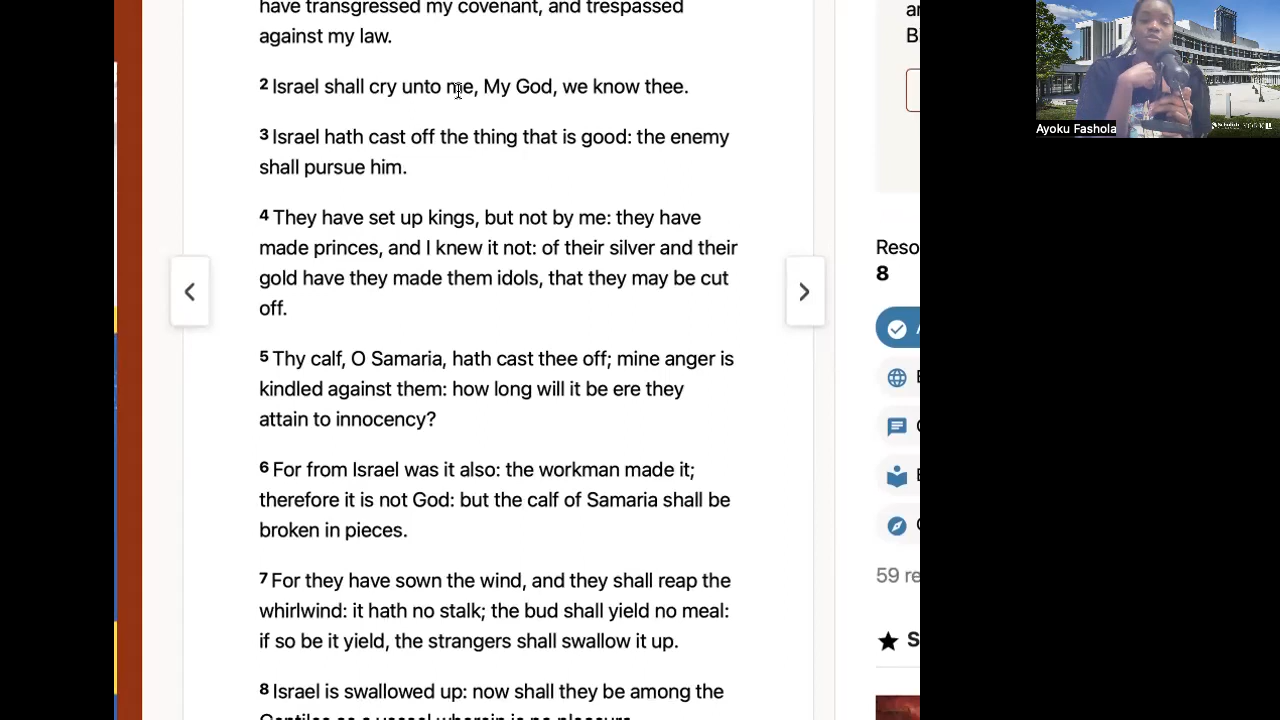 have transgressed my covenant, and trespassed
against my law.
2 Israel shall cry unto me, My God, we know thee.
3 Israel hath cast off the thing that is good: the enemy
shall pursue him.
4 They have set up kings, but not by me: they have
made princes, and I knew it not: of their silver and their
gold have they made them idols, that they may be cut
off.
5 Thy calf, O Samaria, hath cast thee off; mine anger is
kindled against them: how long will it be ere they
attain to innocency?
6 For from Israel was it also: the workman made it;
therefore it is not God: but the calf of Samaria shall be
broken in pieces.
7 For they have sown the wind, and they shall reap the
whirlwind: it hath no stalk; the bud shall yield no meal:
if so be it yield, the strangers shall swallow it up.
8 Israel is swallowed up: now shall they be among the
Gentiles as a vessel wherein is no pleasure.
Reso
8
59 re
S
Ayoku Fashola